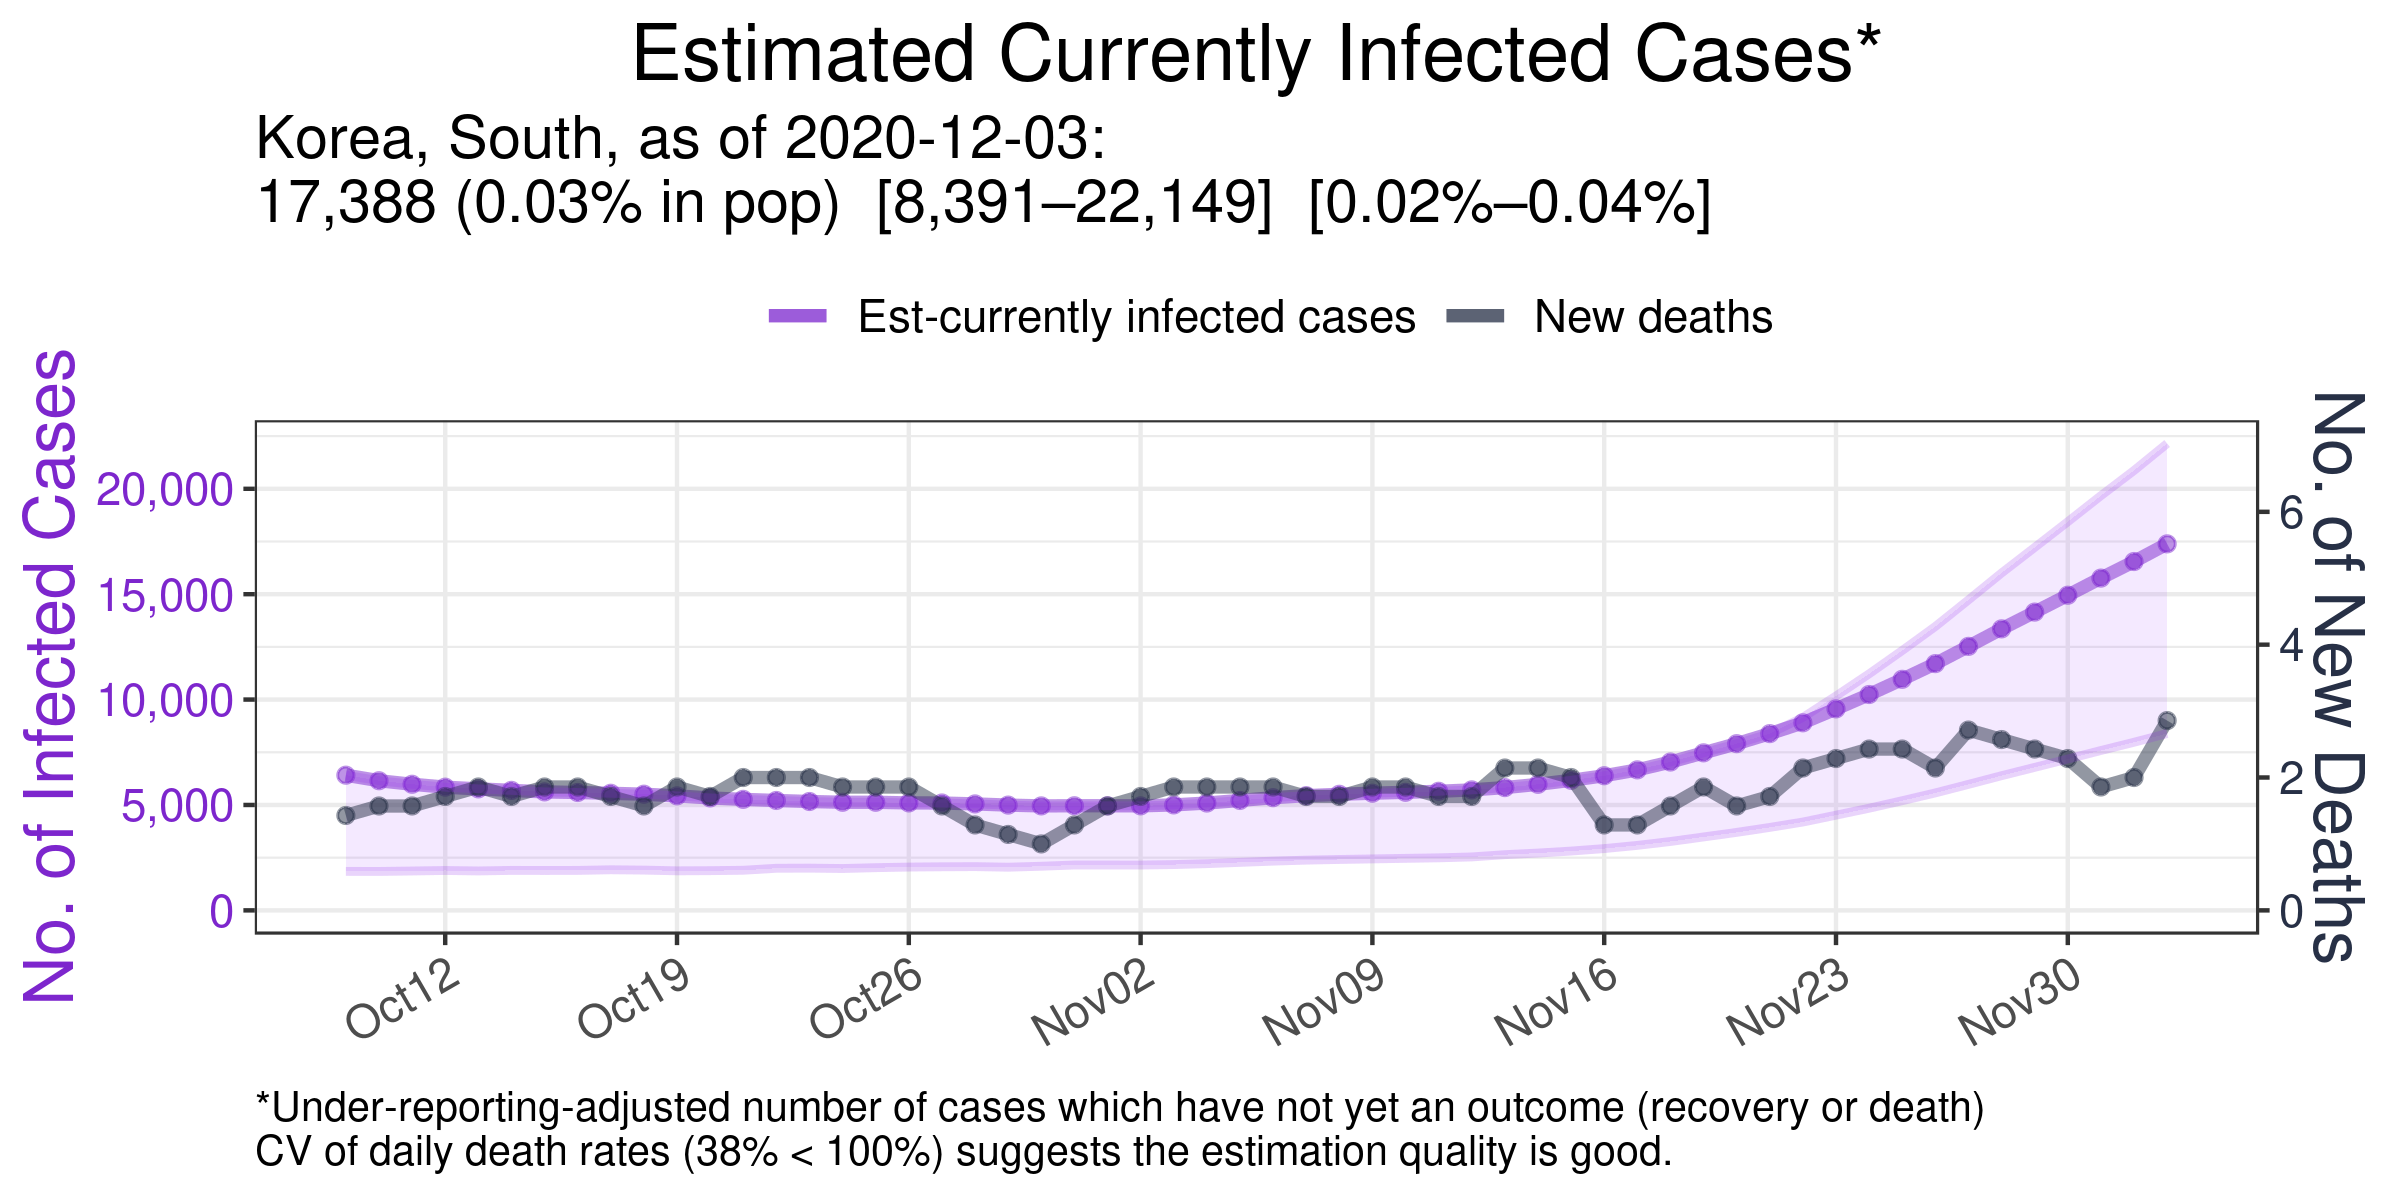 Estimated Currently Infected Cases*
Korea, South, as of 2020-12-03:
17,388 (0.03% in pop)  [8,391–22,149]  [0.02%–0.04%]
Est-currently infected cases
New deaths
No. of Infected Cases
20,000
15,000
10,000
5,000
0
No. of New Deaths
6
4
2
0
Oct12
Oct19
Oct26
Nov02
Nov09
Nov16
Nov23
Nov30
*Under-reporting-adjusted number of cases which have not yet an outcome (recovery or death)
CV of daily death rates (38% < 100%) suggests the estimation quality is good.